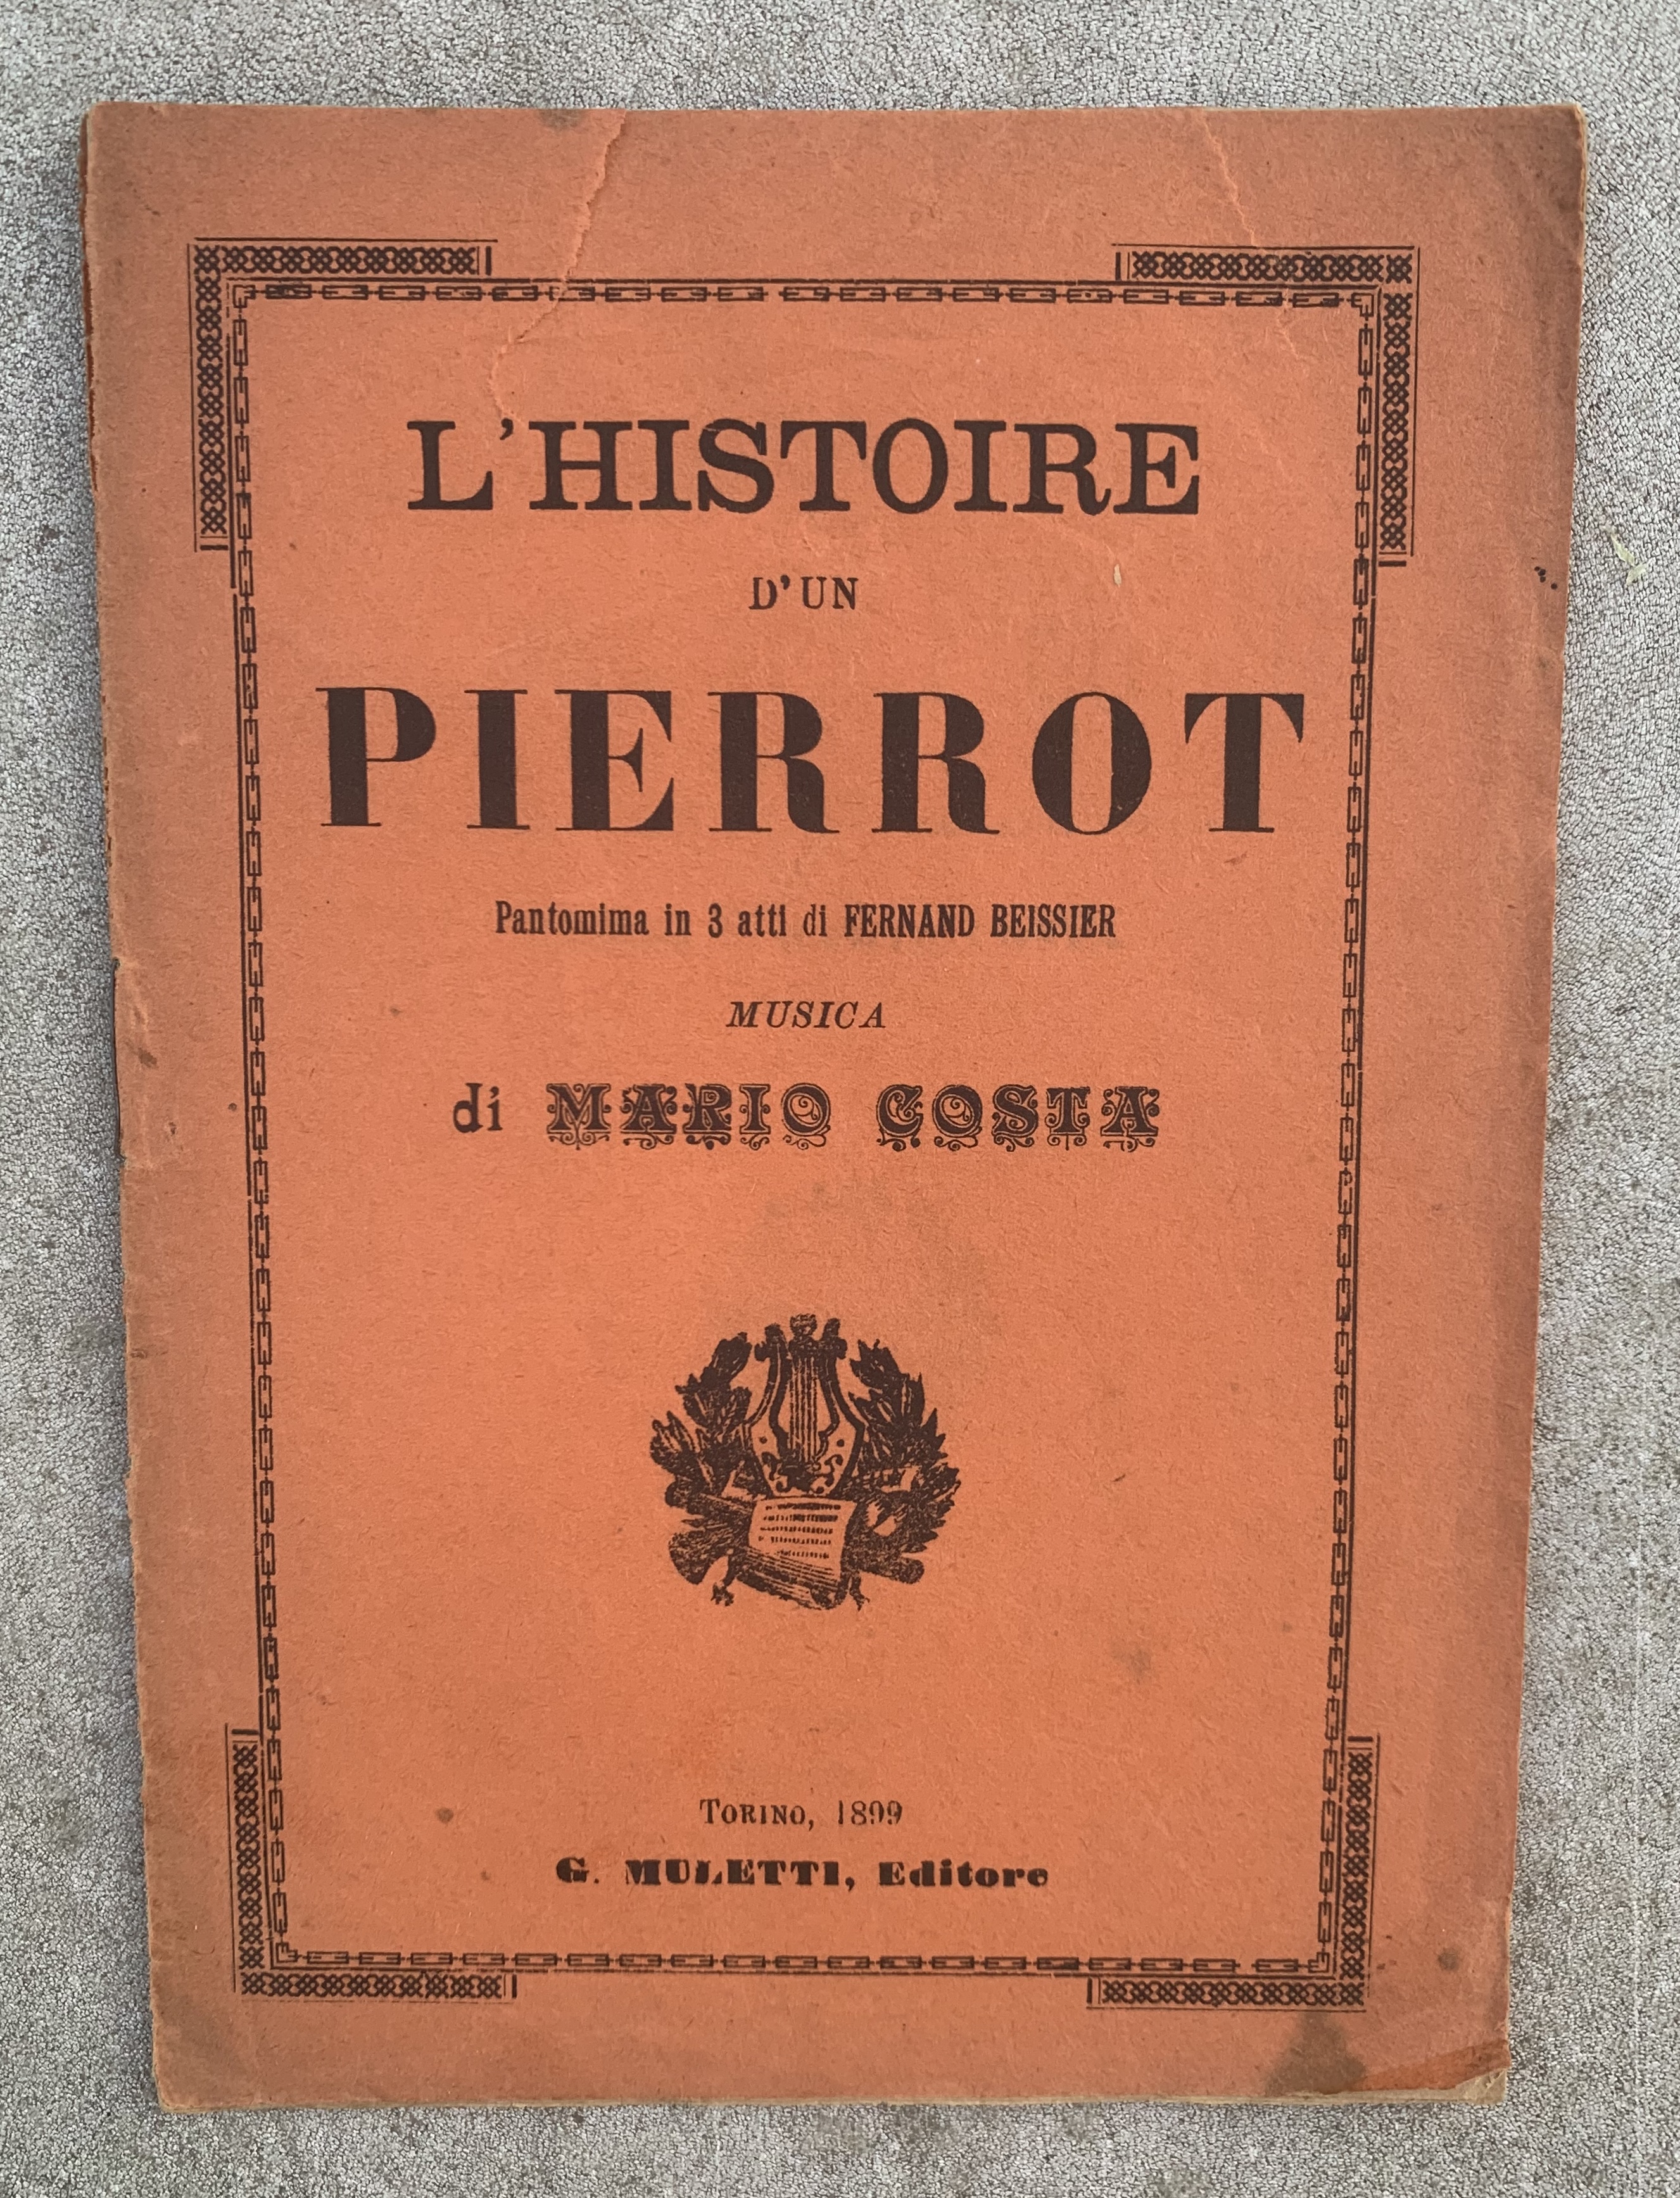 L'HISTOIRE
D'UN
PIERROT
Pantomima in 3 atti di FERNAND BEISSIER
MUSICA
di MARIO COSTA
TORINO, 1899
G. MULETTI, Editore